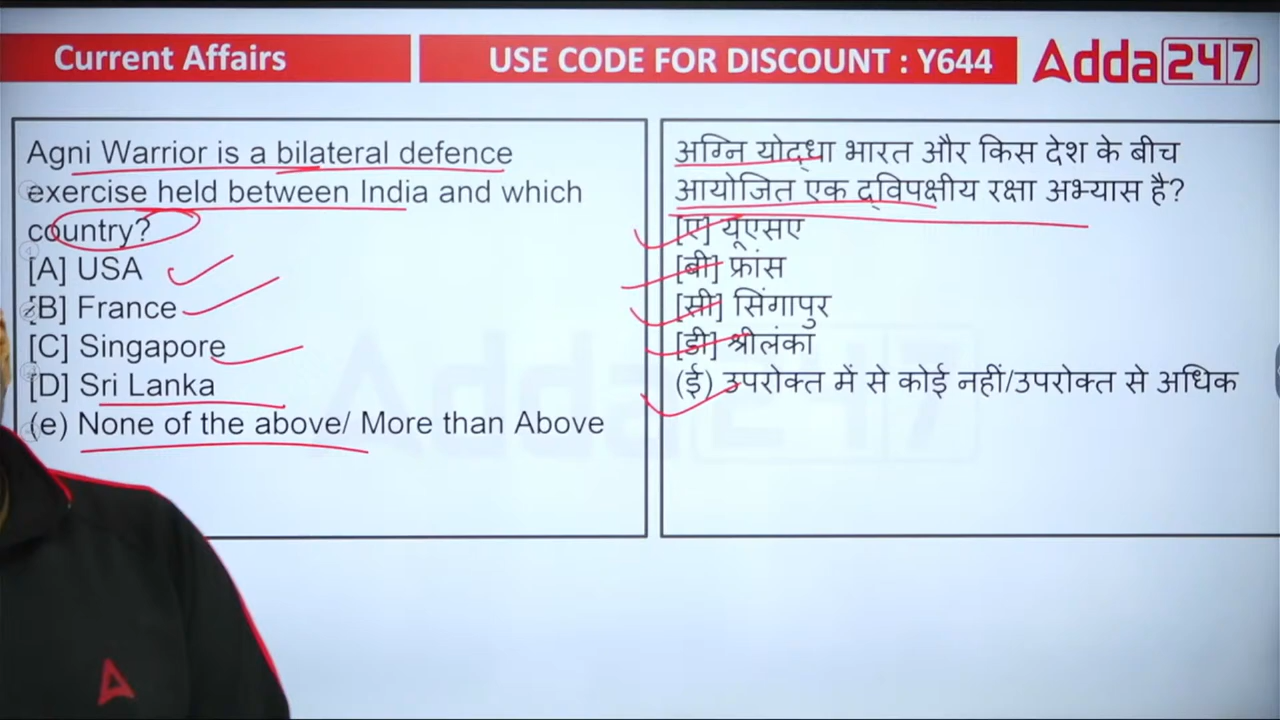 Current Affairs
USE CODE FOR DISCOUNT : Y644
Adda247
Agni Warrior is a bilateral defence
exercise held between India and which
country?
[A] USA
[B] France
[C] Singapore
[D] Sri Lanka
(e) None of the above/ More than Above
अग्नि योद्धा भारत और किस देश के बीच
आयोजित एक द्विपक्षीय रक्षा अभ्यास है?
[ए] यूएसए
[बी] फ्रांस
[सी] सिंगापुर
[डी] श्रीलंका
(ई) उपरोक्त में से कोई नहीं/उपरोक्त से अधिक